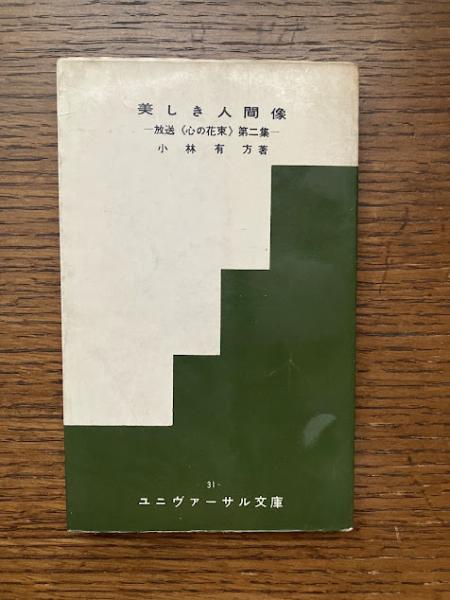 美しき人間像
—放送《心の花束》第二集—
小林有方著
31
ユニヴァーサル文庫